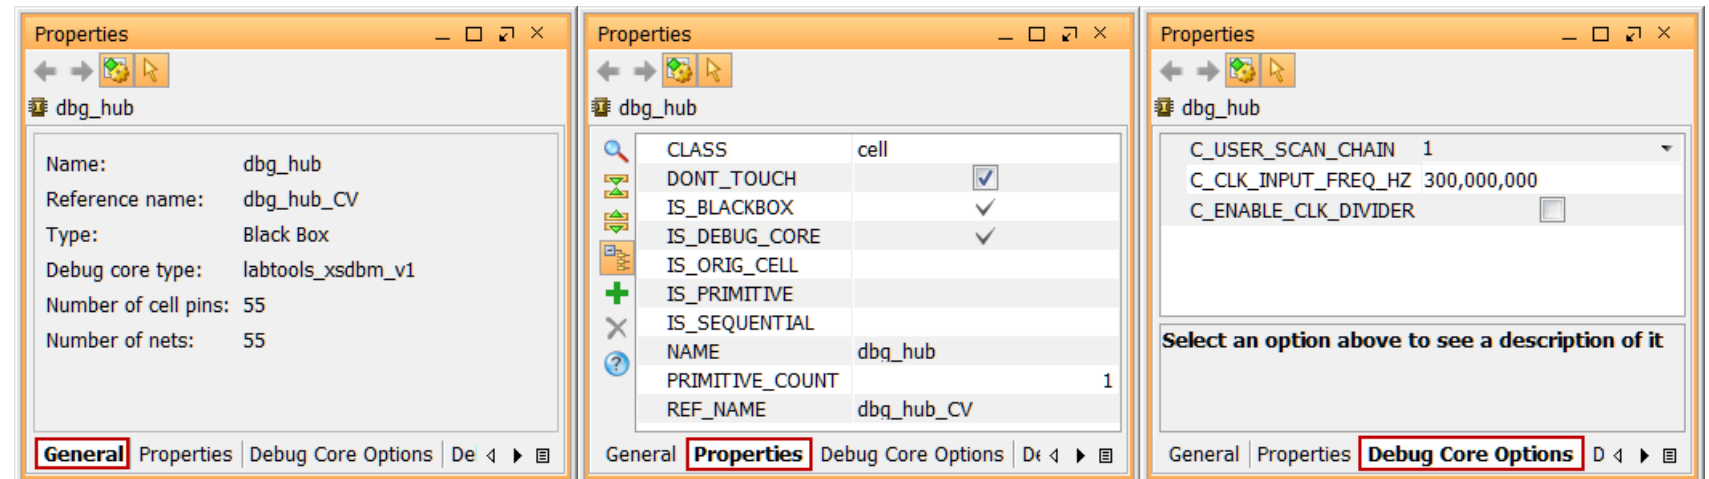 Properties
dbg_hub
Name: dbg_hub
Reference name: dbg_hub_CV
Type: Black Box
Debug core type: labtools_xsdbm_v1
Number of cell pins: 55
Number of nets: 55
General Properties Debug Core Options De
Properties
dbg_hub
CLASS cell
DONT_TOUCH
IS_BLACKBOX
IS_DEBUG_CORE
IS_ORIG_CELL
IS_PRIMITIVE
IS_SEQUENTIAL
NAME dbg_hub
PRIMITIVE_COUNT 1
REF_NAME dbg_hub_CV
General Properties Debug Core Options De
Properties
dbg_hub
C_USER_SCAN_CHAIN 1
C_CLK_INPUT_FREQ_HZ 300,000,000
C_ENABLE_CLK_DIVIDER
Select an option above to see a description of it
General Properties Debug Core Options D